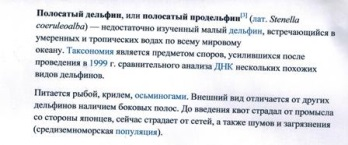 Полосатый дельфин, или полосатый продельфин[3] (лат. Stenella
coeruleoalba) — недостаточно изученный малый дельфин, встречающийся в
умеренных и тропических водах по всему мировому
океану. Таксономия является предметом споров, усилившихся после
проведения в 1999 г. сравнительного анализа ДНК нескольких похожих
видов дельфинов.
Питается рыбой, крилем, осьминогами. Внешний вид отличается от других
дельфинов наличием боковых полос. До введения квот страдал от промысла
со стороны японцев, сейчас страдает от сетей, а также шумов и загрязнения
(средиземноморская популяция).